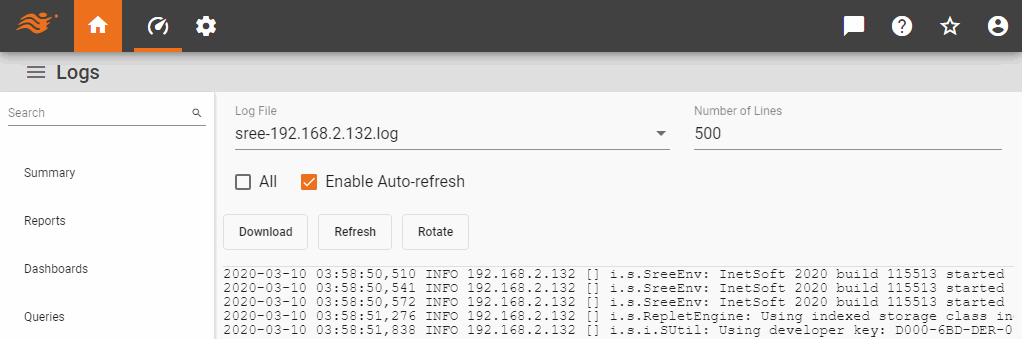 Logs
Search
Summary
Reports
Dashboards
Queries
Log File
sree-192.168.2.132.log
Number of Lines
500
All
Enable Auto-refresh
Download
Refresh
Rotate
2020-03-10 03:58:50,510 INFO 192.168.2.132 [] i.s.SreeEnv: InetSoft 2020 build 115513 started
2020-03-10 03:58:50,541 INFO 192.168.2.132 [] i.s.SreeEnv: InetSoft 2020 build 115513 started
2020-03-10 03:58:50,572 INFO 192.168.2.132 [] i.s.SreeEnv: InetSoft 2020 build 115513 started
2020-03-10 03:58:51,276 INFO 192.168.2.132 [] i.s.RepletEngine: Using indexed storage class in
2020-03-10 03:58:51,838 INFO 192.168.2.132 [] i.s.i.SUtil: Using developer key: D000-6BD-DER-0